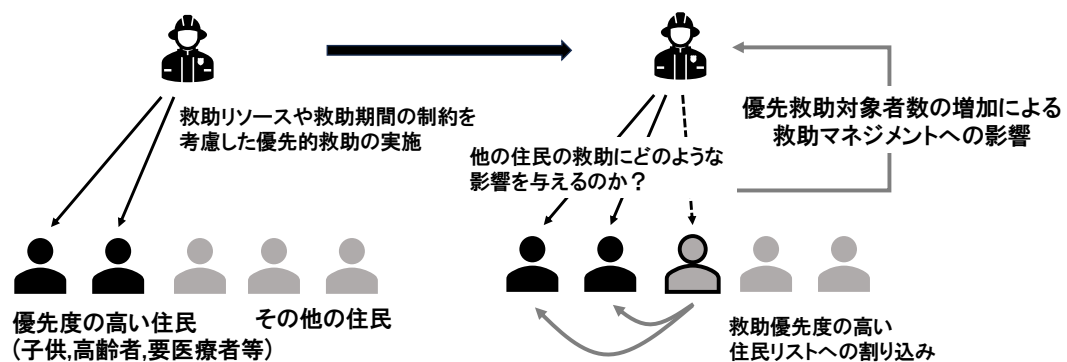 救助リソースや救助期間の制約を
考慮した優先的救助の実施
優先度の高い住民
(子供,高齢者,要医療者等)
その他の住民
他の住民の救助にどのような
影響を与えるのか？
優先救助対象者数の増加による
救助マネジメントへの影響
救助優先度の高い
住民リストへの割り込み